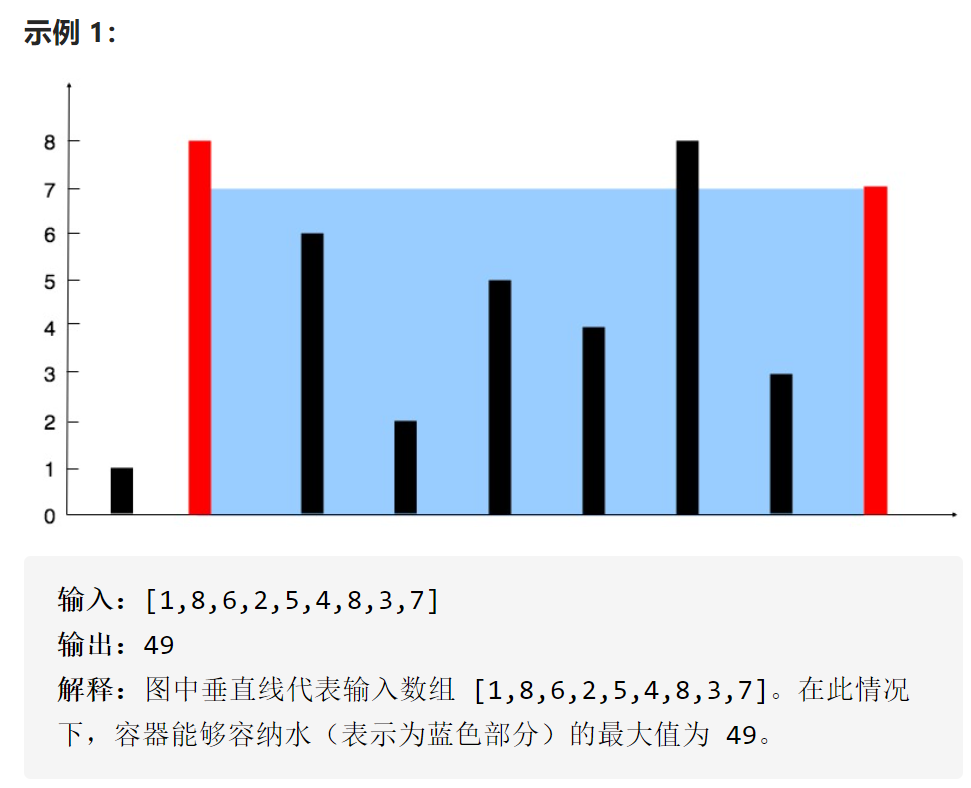 示例 1：
8
7
6
5
4
3
2
1
0
输入：[1,8,6,2,5,4,8,3,7]
输出：49
解释：图中垂直线代表输入数组 [1,8,6,2,5,4,8,3,7]。在此情况
下，容器能够容纳水（表示为蓝色部分）的最大值为 49。